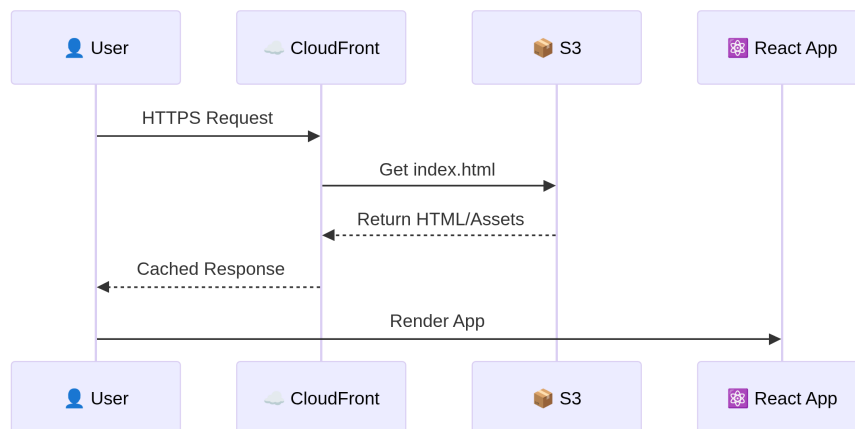 👤 User
☁️ CloudFront
📦 S3
⚛️ React App
HTTPS Request
Get index.html
Return HTML/Assets
Cached Response
Render App
👤 User
☁️ CloudFront
📦 S3
⚛️ React App